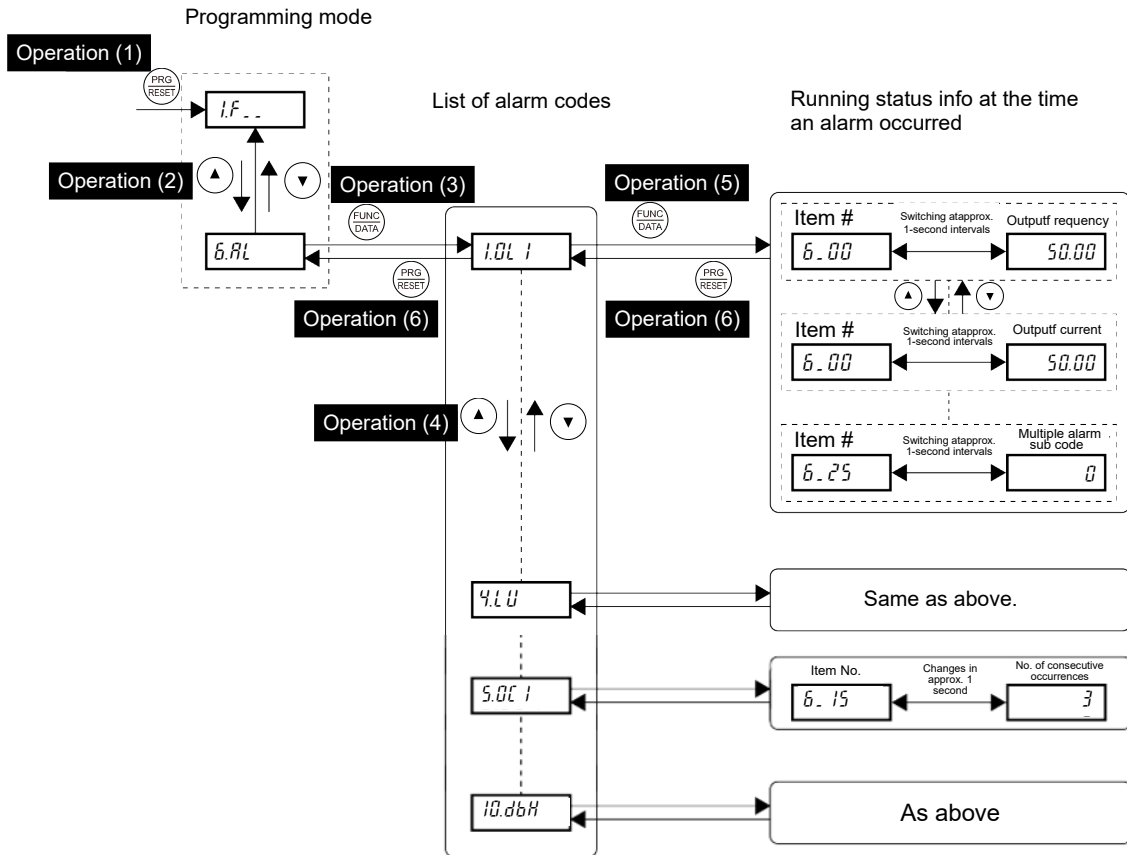 Programming mode
Operation (1)
PRG
RESET
1.F_ _
Operation (2)
6.AL
List of alarm codes
Operation (3)
FUNC
DATA
PRG
RESET
Operation (6)
1.OL1
Operation (4)
4.LU
5.OC1
10.dbH
Running status info at the time
an alarm occurred
Operation (5)
FUNC
DATA
PRG
RESET
Operation (6)
Item #
Switching atapprox.
1-second intervals
Outputf requency
6_00
50.00
Item #
Switching atapprox.
1-second intervals
Outputf current
6_00
50.00
Item #
Switching atapprox.
1-second intervals
Multiple alarm
sub code
6_25
0
Same as above.
Item No.
Changes in
approx. 1
second
No. of consecutive
occurrences
6_15
3
As above